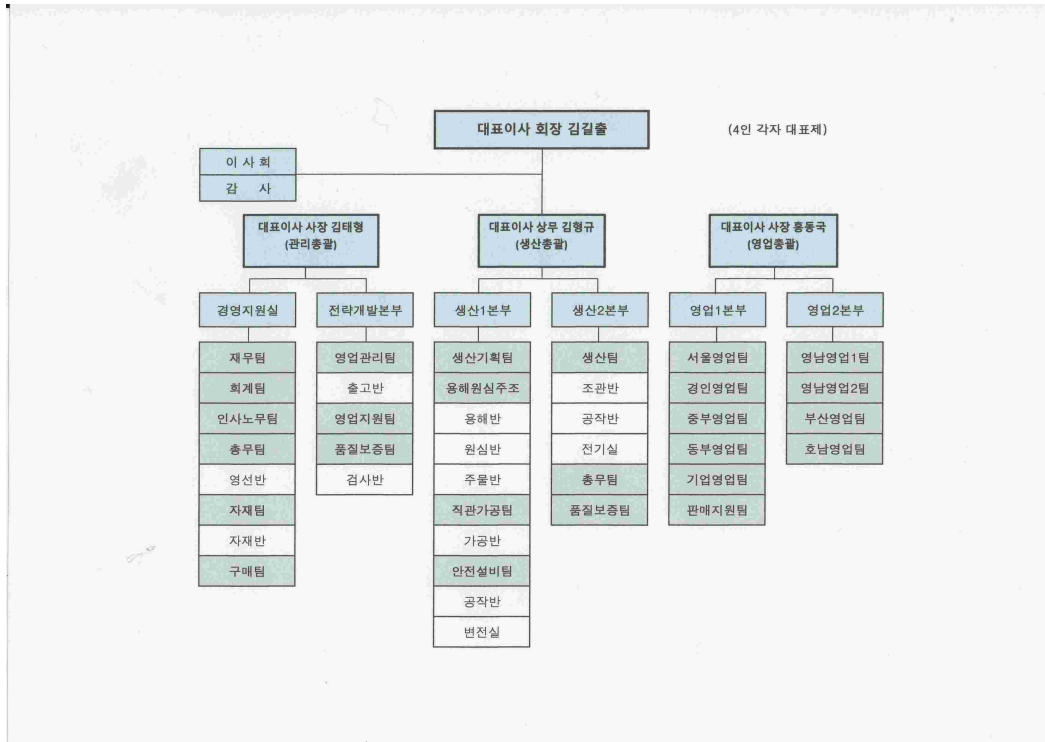 대표이사 회장 김길출
(4인 각자 대표제)
이 사 회
감 사
대표이사 사장 김태형
(관리총괄)
대표이사 상무 김형규
(생산총괄)
대표이사 사장 홍동국
(영업총괄)
경영지원실
재무팀
회계팀
인사노무팀
총무팀
영선반
자재팀
자재반
구매팀
전략개발본부
영업관리팀
출고반
영업지원팀
품질보증팀
검사반
생산1본부
생산기획팀
용해원심주조
용해반
원심반
주물반
직관가공팀
가공반
안전설비팀
공작반
변전실
생산2본부
생산팀
조관반
공작반
전기실
총무팀
품질보증팀
영업1본부
서울영업팀
경인영업팀
중부영업팀
동부영업팀
기업영업팀
판매지원팀
영업2본부
영남영업1팀
영남영업2팀
부산영업팀
호남영업팀